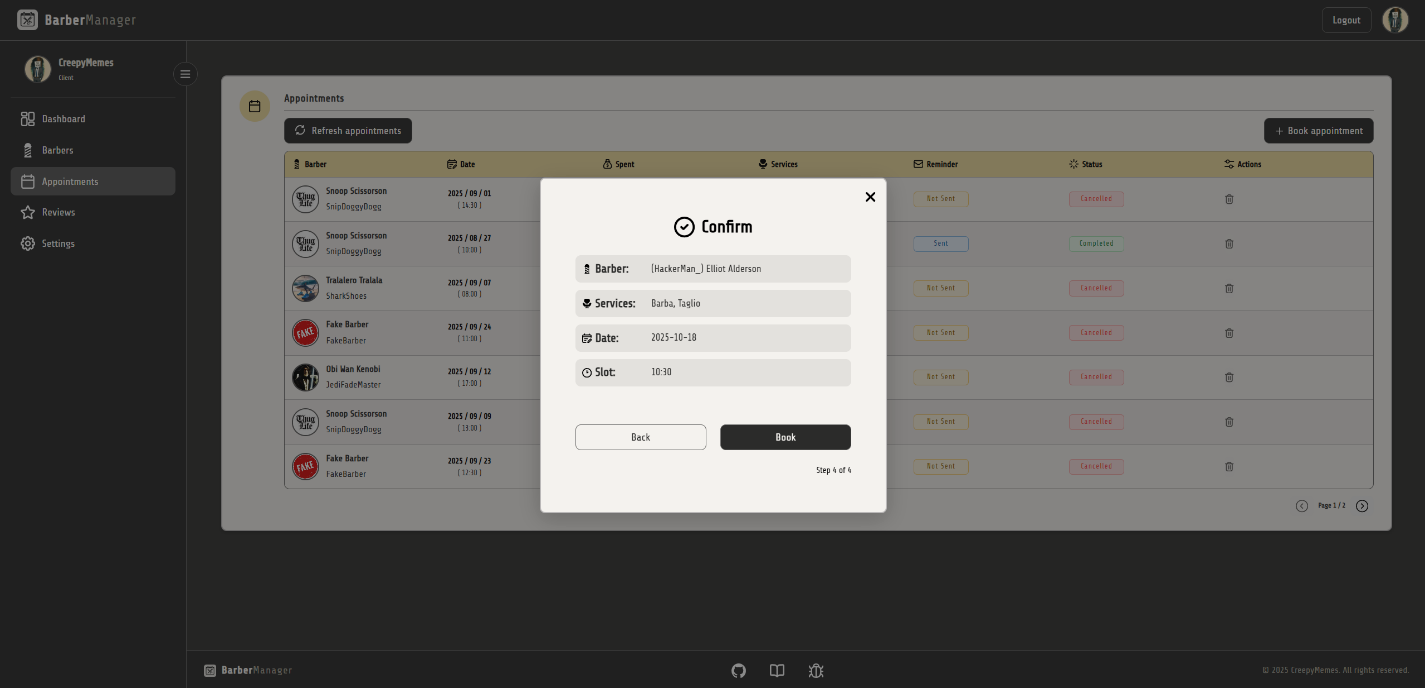 BarberManager
Logout
CreepyMemes
Client
Dashboard
Barbers
Appointments
Reviews
Settings
Appointments
Refresh appointments
Book appointment
Barber Date Spent Services Reminder Status Actions
Snoop Scissorson
SnipDoggyDogg
2025 / 09 / 01
( 14:30 )
Not Sent
Cancelled
Snoop Scissorson
SnipDoggyDogg
2025 / 08 / 27
( 10:00 )
Sent
Completed
Tralalero Tralala
SharkShoes
2025 / 09 / 07
( 08:00 )
Not Sent
Cancelled
FAKE
Fake Barber
FakeBarber
2025 / 09 / 24
( 11:00 )
Not Sent
Cancelled
Obi Wan Kenobi
JediFadeMaster
2025 / 09 / 12
( 17:00 )
Not Sent
Cancelled
Snoop Scissorson
SnipDoggyDogg
2025 / 09 / 09
( 13:00 )
Not Sent
Cancelled
FAKE
Fake Barber
FakeBarber
2025 / 09 / 23
( 12:30 )
Not Sent
Cancelled
Page 1 / 2
Confirm
Barber: (HackerMan_) Elliot Alderson
Services: Barba, Taglio
Date: 2025-10-18
Slot: 10:30
Back
Book
Step 4 of 4
BarberManager
© 2025 CreepyMemes. All rights reserved.